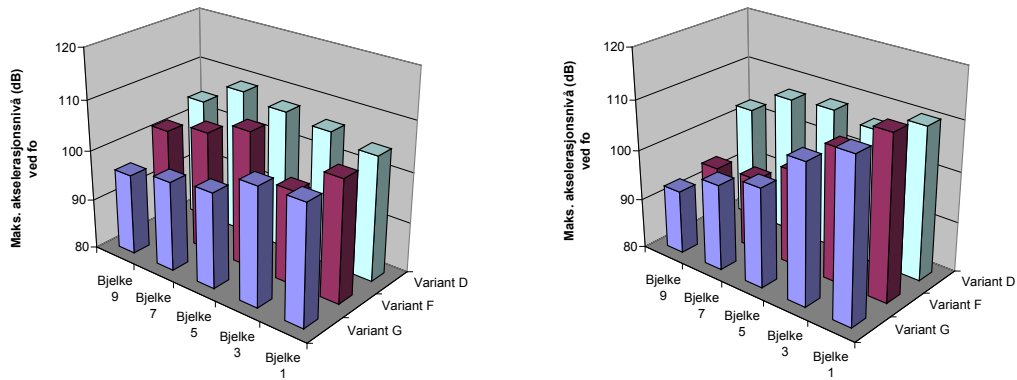 Maks. akselerasjonsnivå (dB)
ved fo
120
110
100
90
80
Bjelke
9
Bjelke
7
Bjelke
5
Bjelke
3
Bjelke
1
Variant G
Variant F
Variant D
Maks. akselerasjonsnivå (dB)
ved fo
120
110
100
90
80
Bjelke
9
Bjelke
7
Bjelke
5
Bjelke
3
Bjelke
1
Variant G
Variant F
Variant D